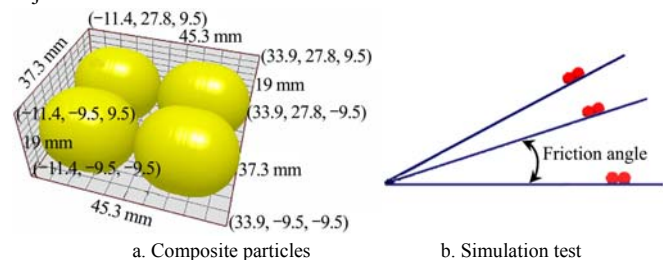 (−11.4, 27.8, 9.5)
45.3 mm
(33.9, 27.8, 9.5)
37.3 mm
19 mm
(33.9, 27.8, −9.5)
(−11.4, −9.5, 9.5)
19 mm
(−11.4, −9.5, −9.5)
37.3 mm
45.3 mm
(33.9, −9.5, −9.5)
Friction angle
a. Composite particles
b. Simulation test